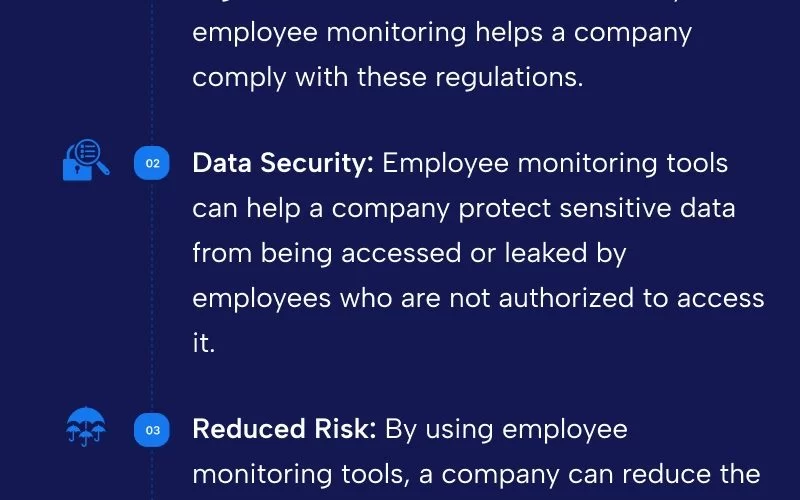 employee monitoring helps a company
comply with these regulations.
02
Data Security: Employee monitoring tools
can help a company protect sensitive data
from being accessed or leaked by
employees who are not authorized to access
it.
03
Reduced Risk: By using employee
monitoring tools, a company can reduce the